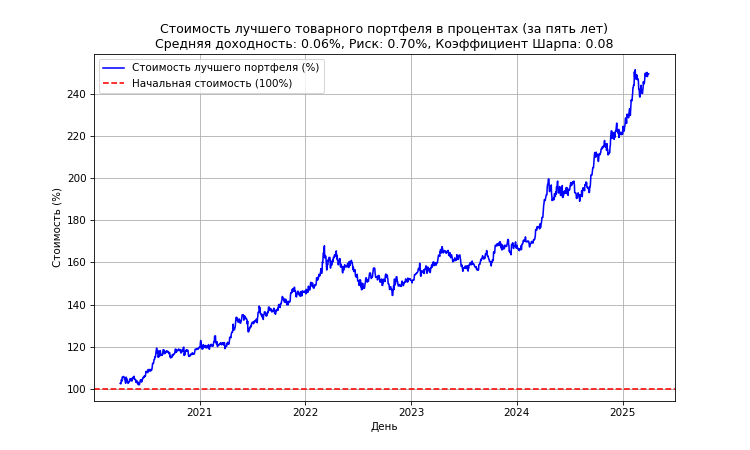 Стоимость лучшего товарного портфеля в процентах (за пять лет)
Средняя доходность: 0.06%, Риск: 0.70%, Коэффициент Шарпа: 0.08
Стоимость лучшего портфеля (%)
Начальная стоимость (100%)
Стоимость (%)
240
220
200
180
160
140
120
100
2021
2022
2023
2024
2025
День